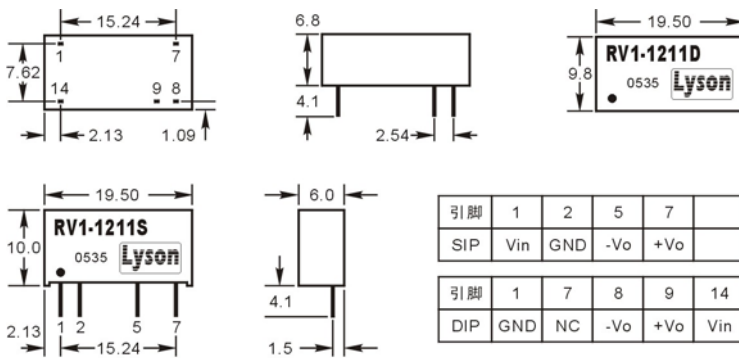 15.24
7.62
1 7
14 9 8
2.13 1.09
6.8
4.1
2.54
19.50
9.8
RV1-1211D
0535 Lyson
19.50
10.0
RV1-1211S
0535 Lyson
2.13 1 2 5 7
15.24
6.0
4.1
1.5
引脚 1 2 5 7
SIP Vin GND -Vo +Vo
引脚 1 7 8 9 14
DIP GND NC -Vo +Vo Vin